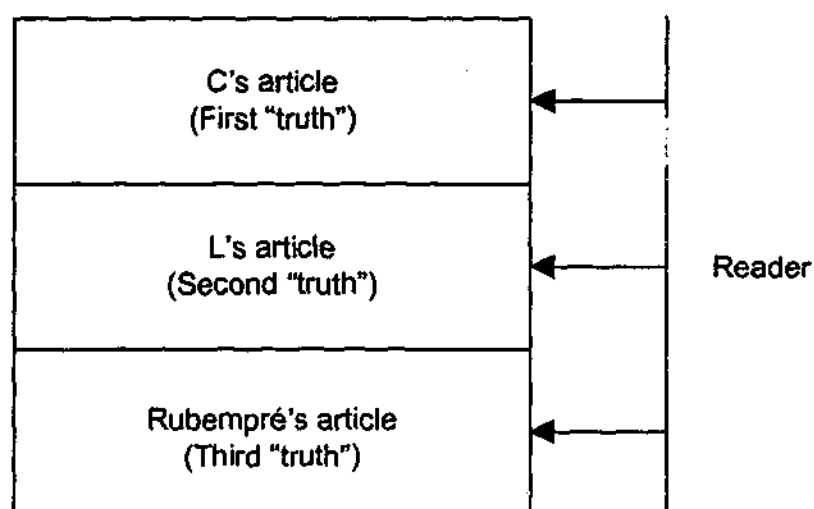 C's article
(First “truth”)
L's article
(Second “truth”)
Reader
Rubempré's article
(Third “truth”)